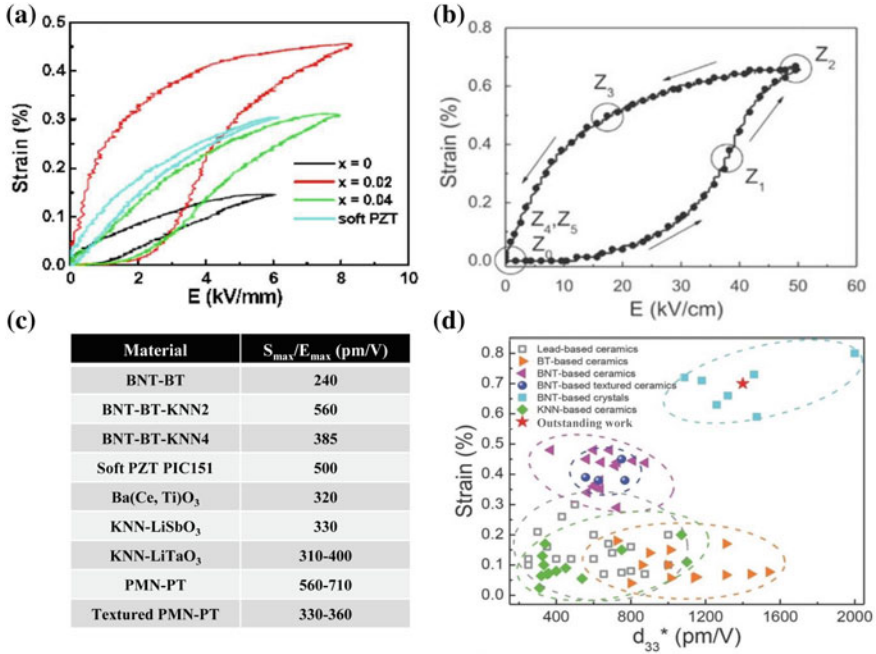 (a)
0.5
0.4
0.3
0.2
0.1
0.0
Strain (%)
0 2 4 6 8 10
E (kV/mm)
x = 0
x = 0.02
x = 0.04
soft PZT
(b)
0.8
0.6
0.4
0.2
0.0
Strain (%)
Z2
Z3
Z1
Z4,Z5
Z0
0 10 20 30 40 50 60
E (kV/cm)
(c)
Material Smax/Emax (pm/V)
BNT-BT 240
BNT-BT-KNN2 560
BNT-BT-KNN4 385
Soft PZT PIC151 500
Ba(Ce, Ti)O3 320
KNN-LiSbO3 330
KNN-LiTaO3 310-400
PMN-PT 560-710
Textured PMN-PT 330-360
(d)
0.8
0.7
0.6
0.5
0.4
0.3
0.2
0.1
0.0
Strain (%)
Lead-based ceramics
BT-based ceramics
BNT-based ceramics
BNT-based textured ceramics
BNT-based crystals
KNN-based ceramics
Outstanding work
400 800 1200 1600 2000
d33* (pm/V)